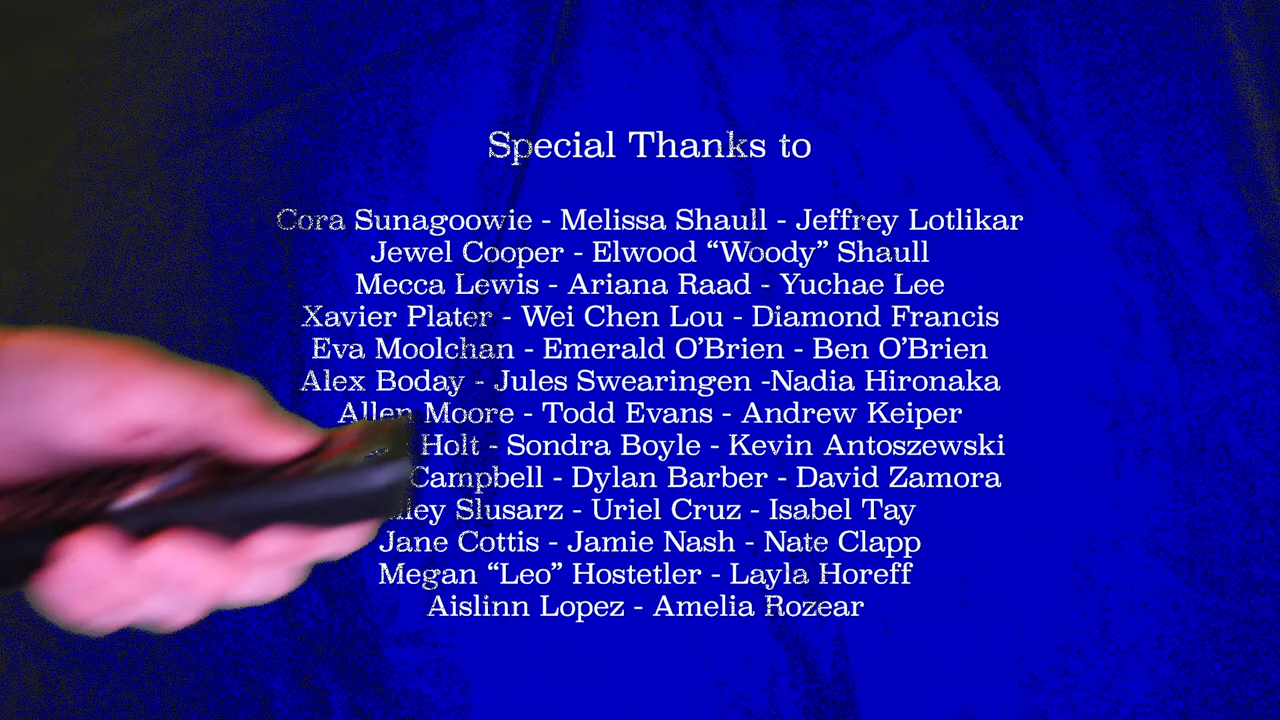 Special Thanks to
Cora Sunagoowie - Melissa Shaull - Jeffrey Lotlikar
Jewel Cooper - Elwood “Woody” Shaull
Mecca Lewis - Ariana Raad - Yuchae Lee
Xavier Plater - Wei Chen Lou - Diamond Francis
Eva Moolchan - Emerald O’Brien - Ben O’Brien
Alex Boday - Jules Swearingen -Nadia Hironaka
Allen Moore - Todd Evans - Andrew Keiper
Holt - Sondra Boyle - Kevin Antoszewski
Campbell - Dylan Barber - David Zamora
Slusarz - Uriel Cruz - Isabel Tay
Jane Cottis - Jamie Nash - Nate Clapp
Megan “Leo” Hostetler - Layla Horeff
Aislinn Lopez - Amelia Rozear